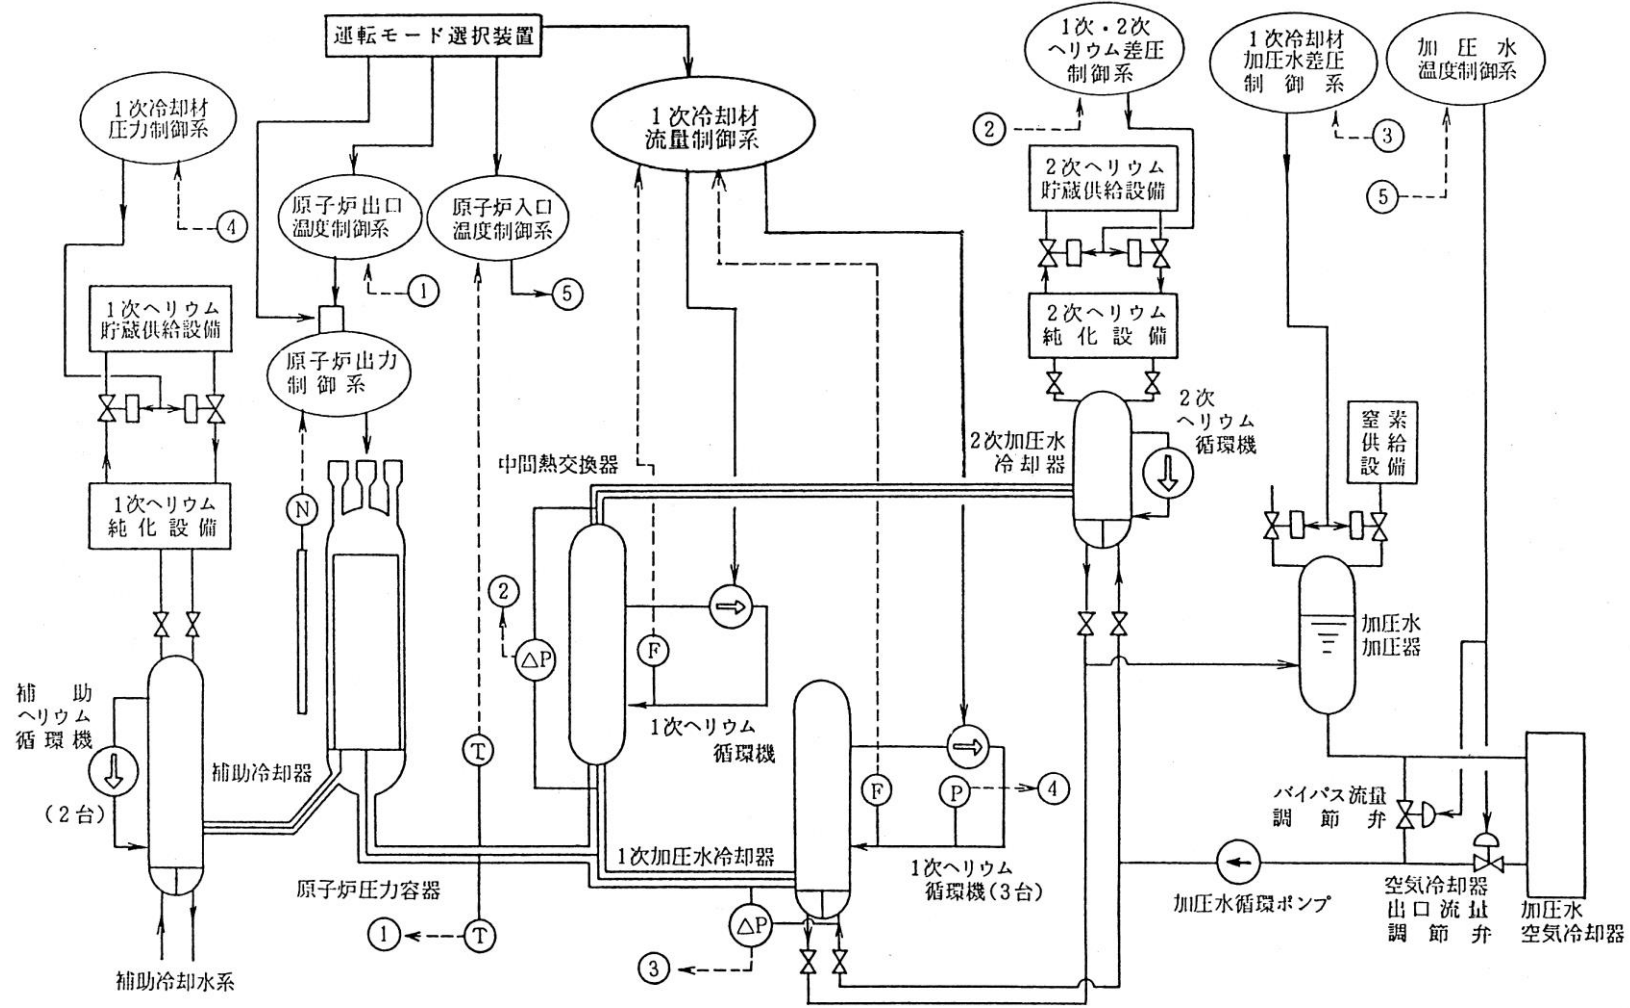 運転モード選択装置
1次冷却材
圧力制御系
④
1次ヘリウム
貯蔵供給設備
1次ヘリウム
純化設備
補助
ヘリウム
循環機
(2台)
補助冷却水系
補助冷却器
原子炉出口
温度制御系
①
原子炉入口
温度制御系
⑤
原子炉出力
制御系
N
原子炉圧力容器
T
T
①
1次冷却材
流量制御系
中間熱交換器
②
△P
F
1次ヘリウム
循環機
1次加圧水冷却器
△P
③
F
P
④
1次ヘリウム
循環機(3台)
1次・2次
ヘリウム差圧
制御系
②
2次ヘリウム
貯蔵供給設備
2次ヘリウム
純化設備
2次加圧水
冷却器
2次
ヘリウム
循環機
1次冷却材
加圧水差圧
制御系
③
加圧水
温度制御系
⑤
窒素
供給
設備
加圧水
加圧器
バイパス流量
調節弁
加圧水循環ポンプ
空気冷却器
出口流量
調節弁
加圧水
空気冷却器